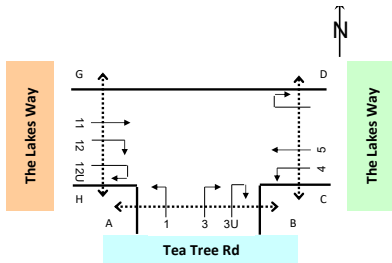 N
G
D
The Lakes Way
The Lakes Way
11
12
12U
5
4
H
C
A
1
3
3U
B
Tea Tree Rd